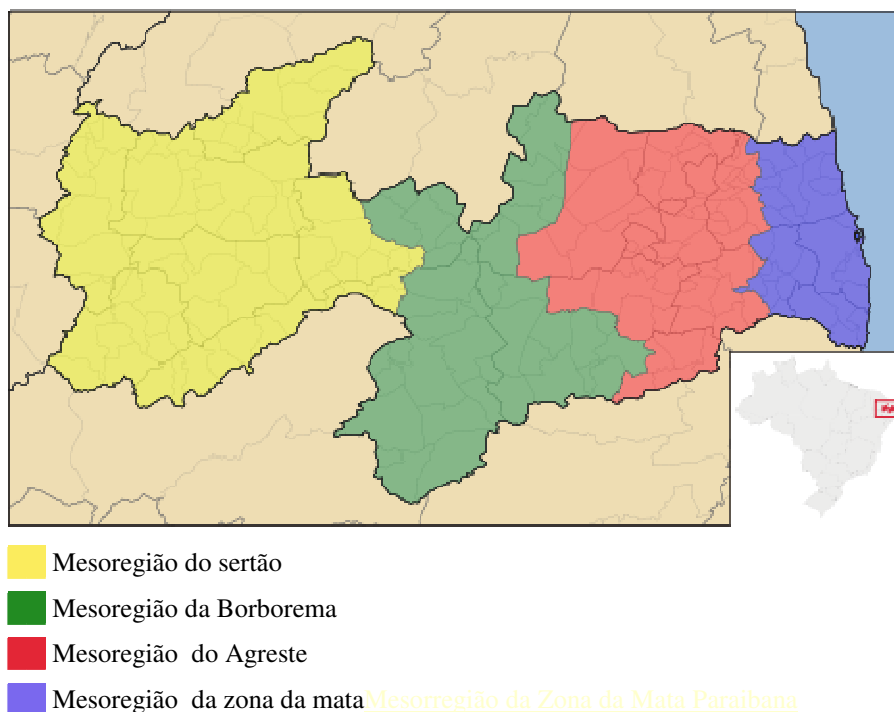 Mesoregião do sertão
Mesoregião da Borborema
Mesoregião do Agreste
Mesoregião da zona da mata Mesorregião da Zona da Mata Paraibana